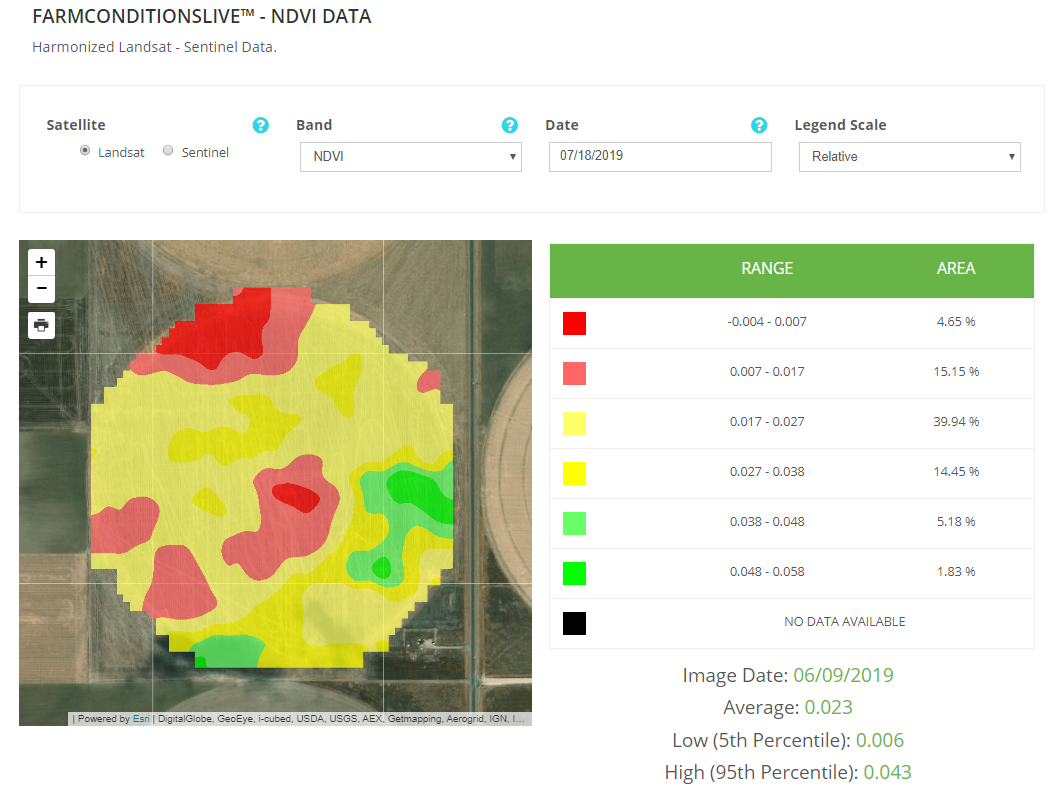 FARMCONDITIONSLIVE™ - NDVI DATA
Harmonized Landsat - Sentinel Data.
Satellite ? Band ? Date ? Legend Scale
Landsat Sentinel NDVI 07/18/2019 Relative
+
−
RANGE AREA
-0.004 - 0.007 4.65 %
0.007 - 0.017 15.15 %
0.017 - 0.027 39.94 %
0.027 - 0.038 14.45 %
0.038 - 0.048 5.18 %
0.048 - 0.058 1.83 %
NO DATA AVAILABLE
Image Date: 06/09/2019
Average: 0.023
Low (5th Percentile): 0.006
High (95th Percentile): 0.043
| Powered by Esri | DigitalGlobe, GeoEye, i-cubed, USDA, USGS, AEX, Getmapping, Aerogrid, IGN, I...